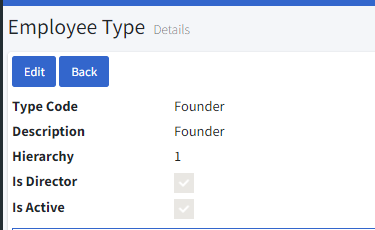 Employee Type Details
Edit Back
Type Code Founder
Description Founder
Hierarchy 1
Is Director
Is Active